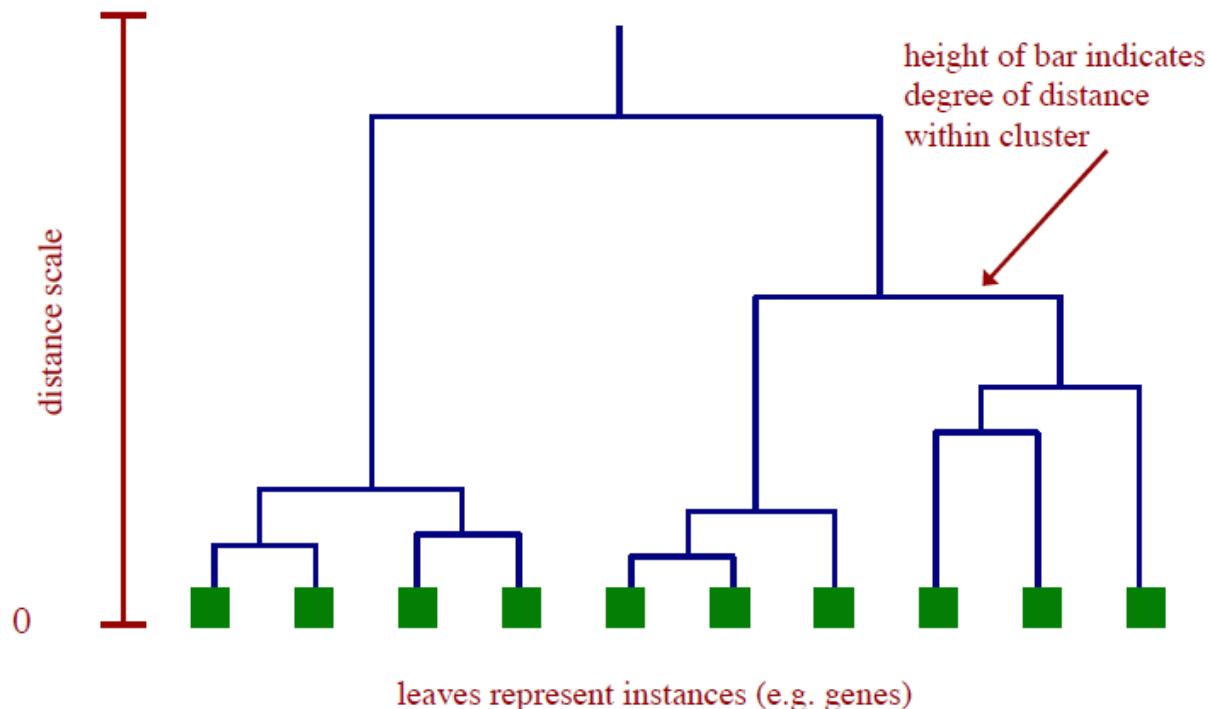 height of bar indicates
degree of distance
within cluster
distance scale
0
leaves represent instances (e.g. genes)